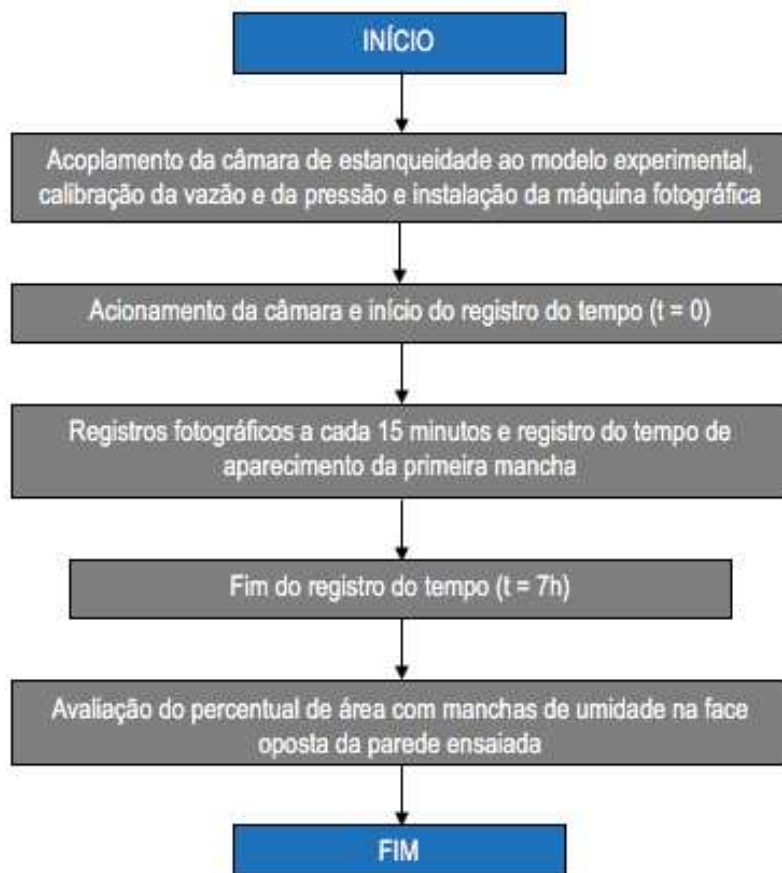 INÍCIO
Acoplamento da câmara de estanqueidade ao modelo experimental,
calibração da vazão e da pressão e instalação da máquina fotográfica
Acionamento da câmara e início do registro do tempo (t = 0)
Registros fotográficos a cada 15 minutos e registro do tempo de
aparecimento da primeira mancha
Fim do registro do tempo (t = 7h)
Avaliação do percentual de área com manchas de umidade na face
oposta da parede ensaiada
FIM